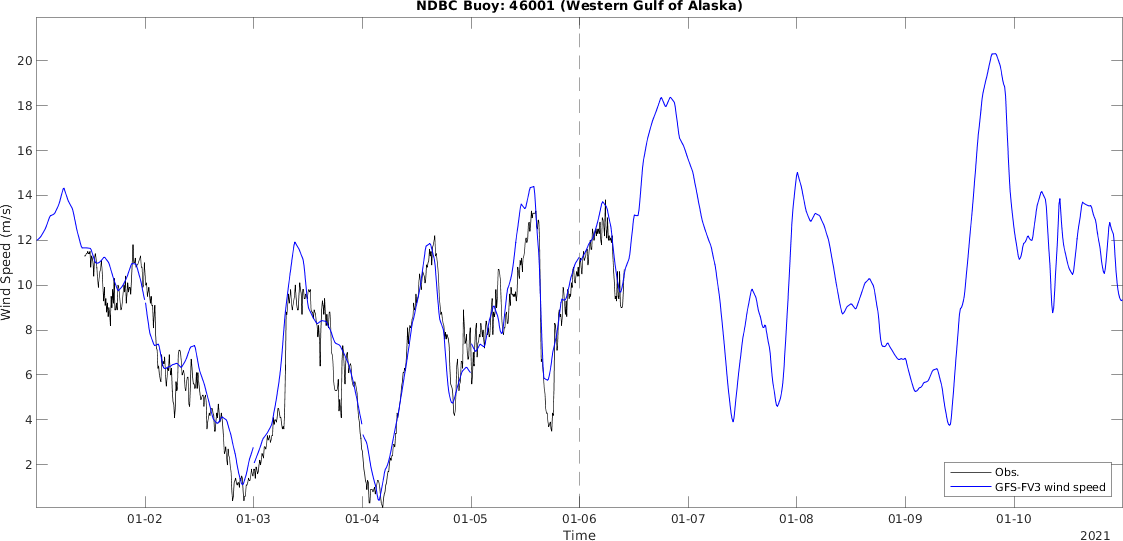 NDBC Buoy: 46001 (Western Gulf of Alaska)
20
18
16
14
12
10
8
6
4
2
Wind Speed (m/s)
Obs.
GFS-FV3 wind speed
01-02 01-03 01-04 01-05 01-06 01-07 01-08 01-09 01-10
Time
2021